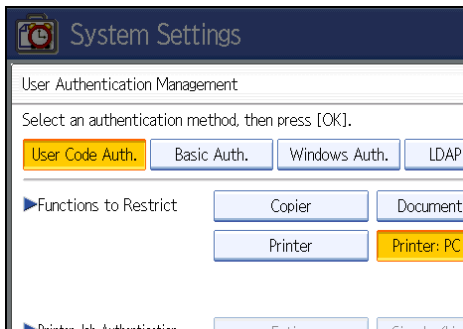 System Settings
User Authentication Management
Select an authentication method, then press [OK].
User Code Auth. Basic Auth. Windows Auth. LDAP
▶Functions to Restrict Copier Document
Printer Printer: PC